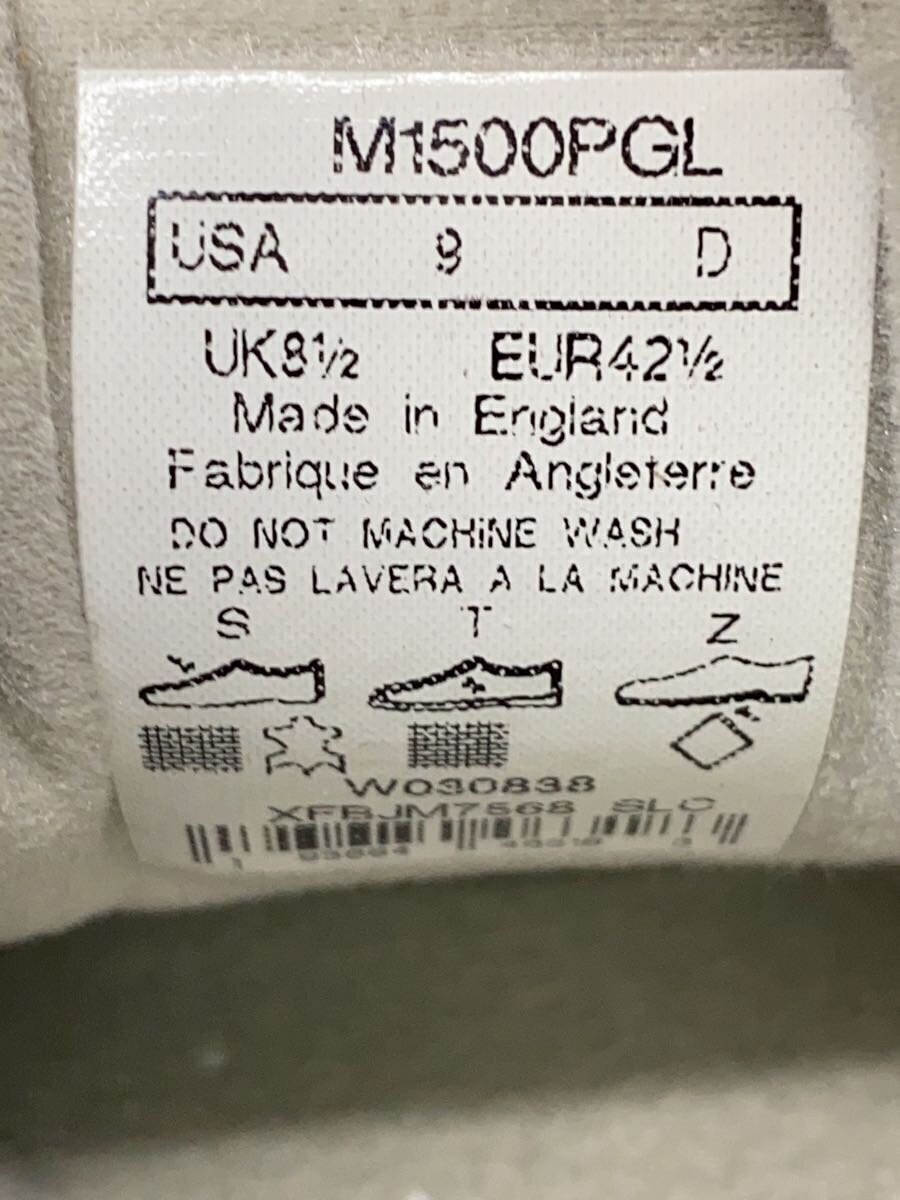 M1500PGL
USA 9 D
UK8½ EUR42½
Made in England
Fabrique en Angleterre
DO NOT MACHINE WASH
NE PAS LAVERA A LA MACHINE
S T Z
W030838
XFBJM7568 SLC